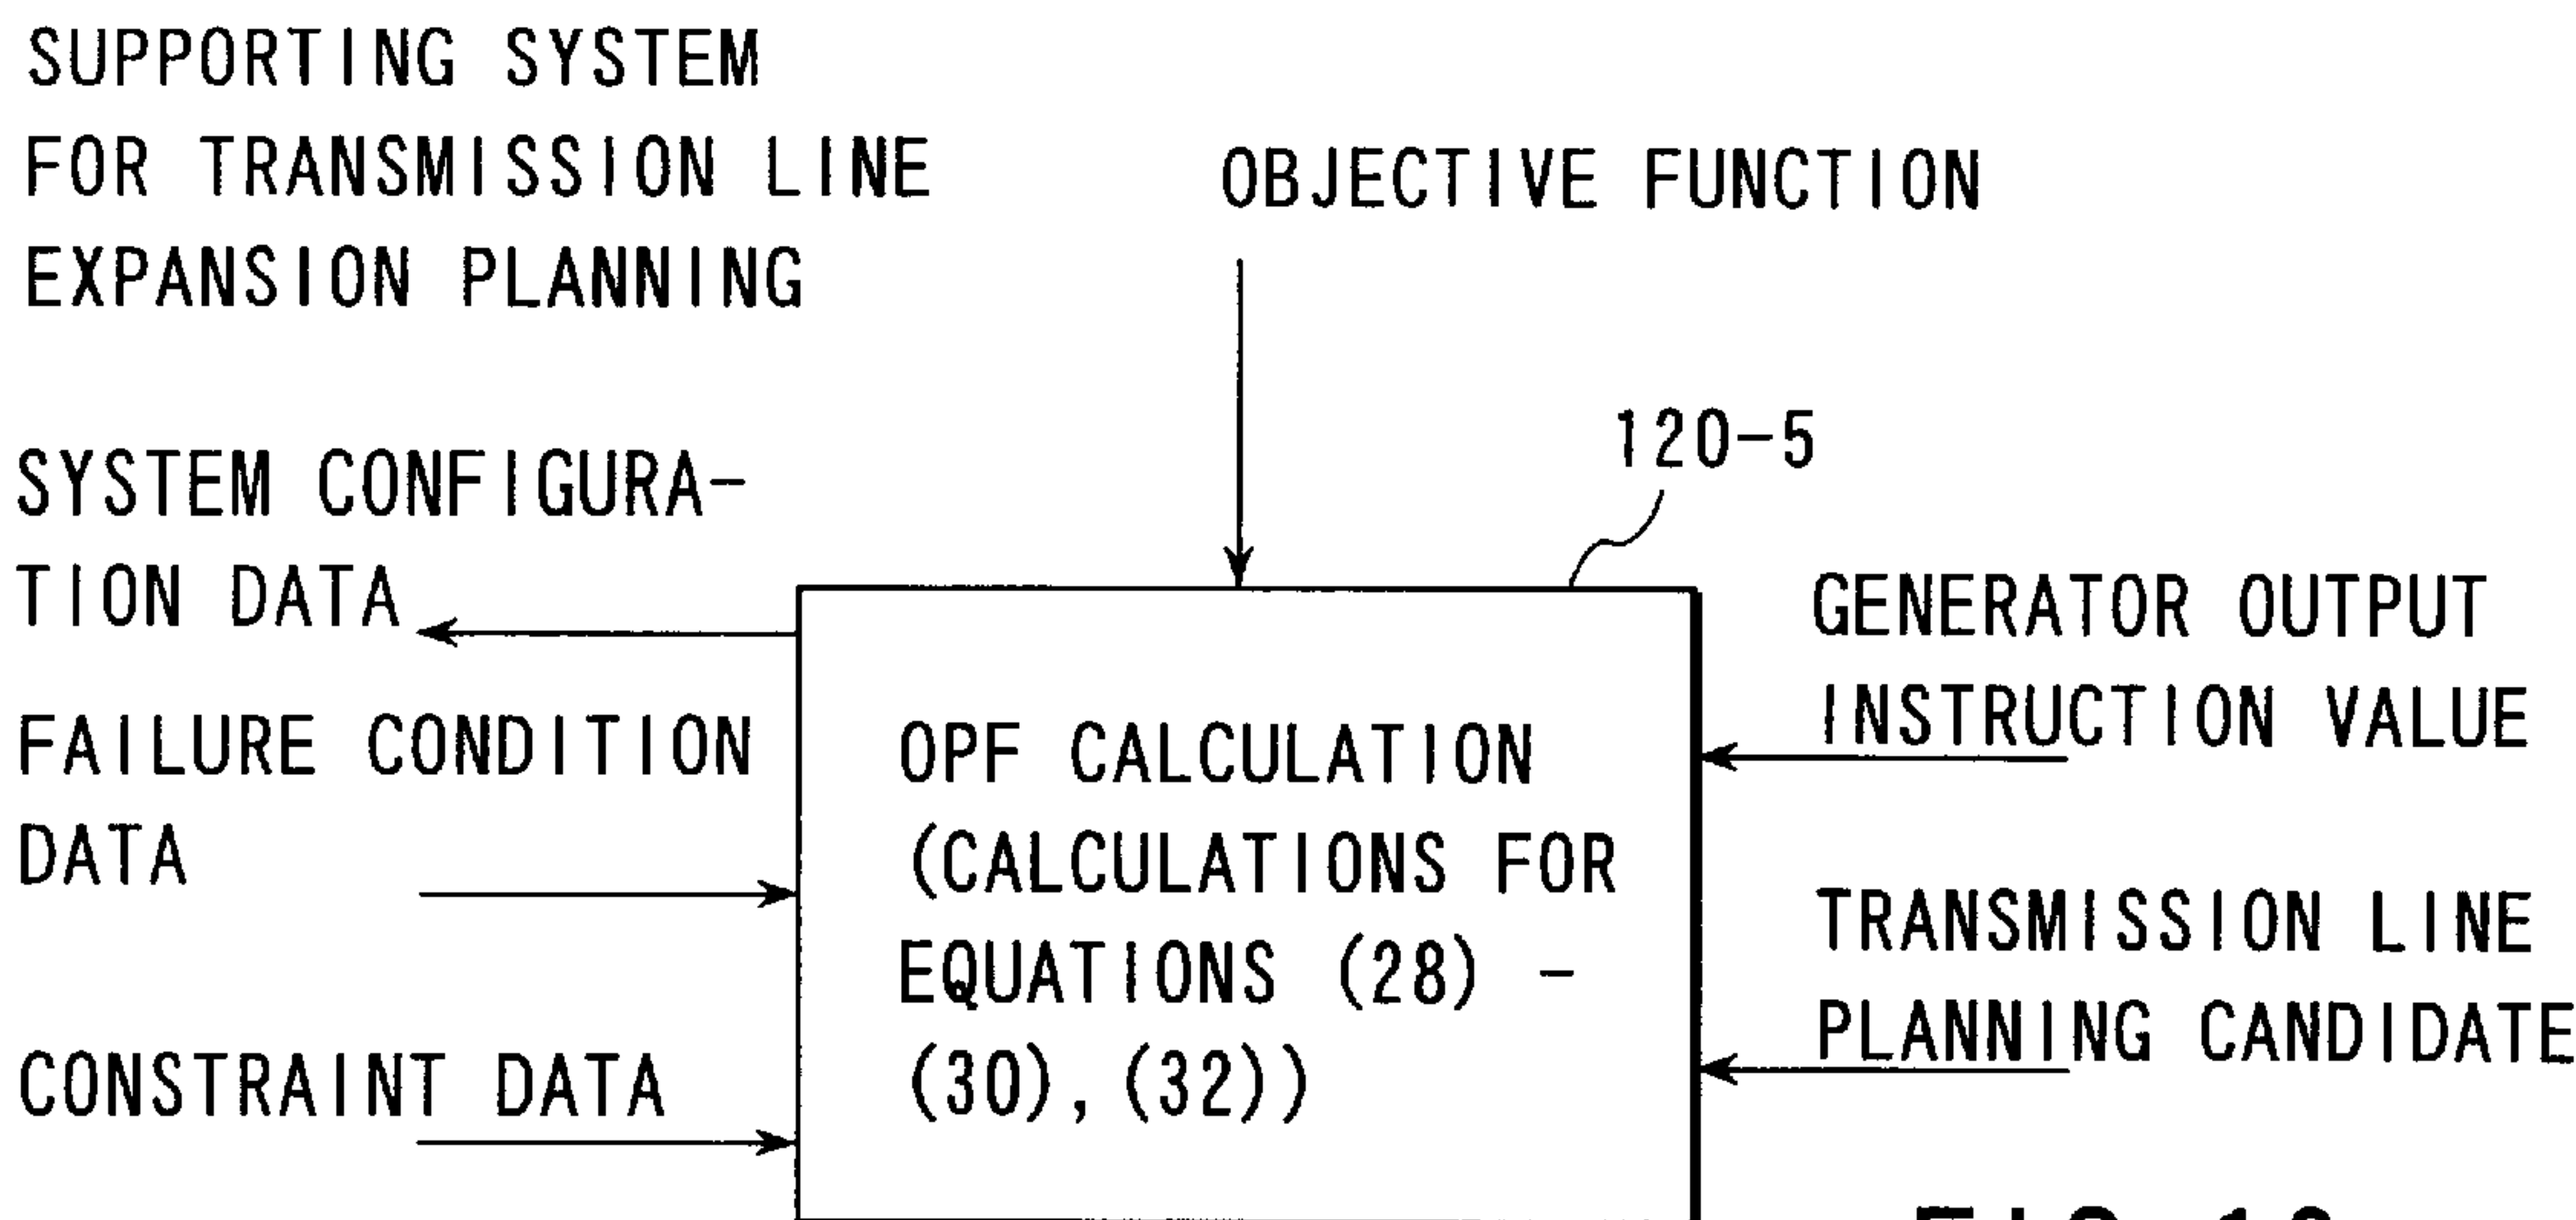 SUPPORTING SYSTEM
FOR TRANSMISSION LINE
EXPANSION PLANNING
OBJECTIVE FUNCTION
120-5
SYSTEM CONFIGURA-
TION DATA
FAILURE CONDITION
DATA
CONSTRAINT DATA
OPF CALCULATION
(CALCULATIONS FOR
EQUATIONS (28) -
(30), (32))
GENERATOR OUTPUT
INSTRUCTION VALUE
TRANSMISSION LINE
PLANNING CANDIDATE